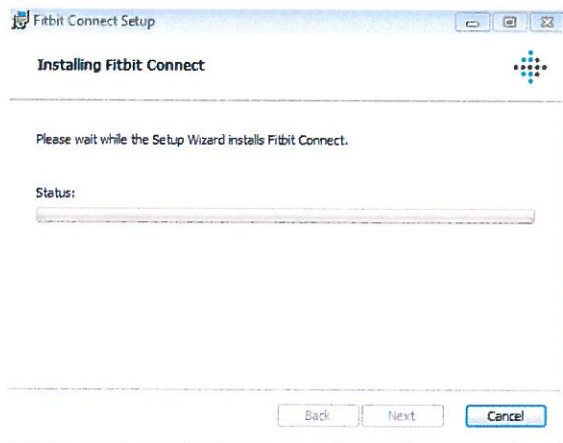 Fitbit Connect Setup
Installing Fitbit Connect
Please wait while the Setup Wizard installs Fitbit Connect.
Status:
Back
Next
Cancel